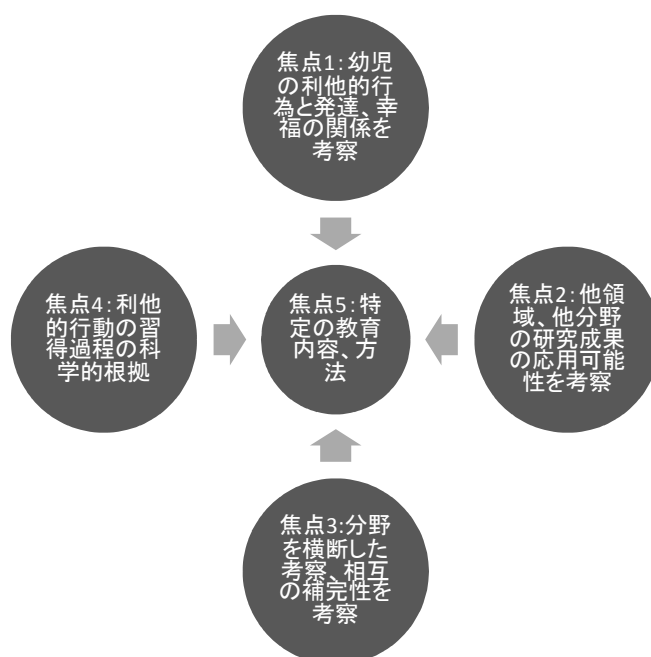 焦点1:幼児
の利他的行
為と発達、幸
福の関係を
考察
焦点4:利他
的行動の習
得過程の科
学的根拠
焦点5:特
定の教育
内容、方
法
焦点2:他領
域、他分野
の研究成果
の応用可能
性を考察
焦点3:分野
を横断した
考察、相互
の補完性を
考察